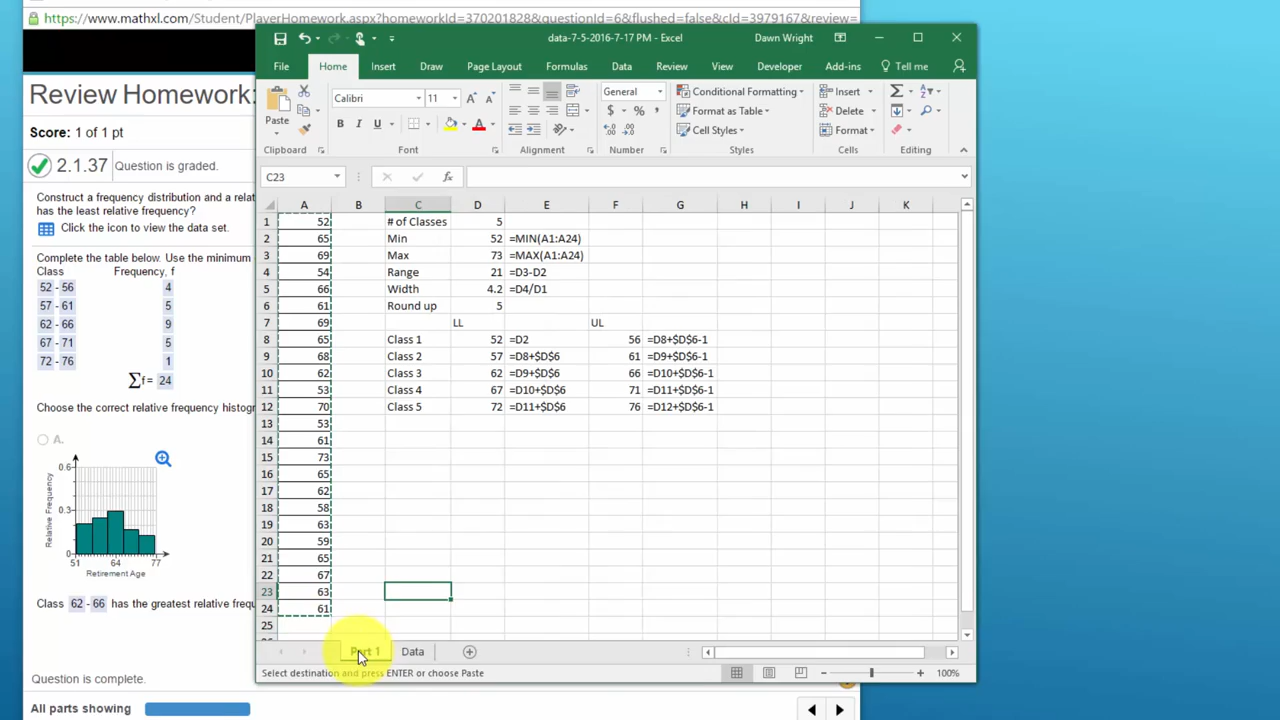 https://www.mathxl.com/Student/PlayerHomework.aspx?homeworkId=370201828&questionId=6&flushed=false&cId=3979167&review=
data-7-5-2016-7-17 PM - Excel
Dawn Wright
File Home Insert Draw Page Layout Formulas Data Review View Developer Add-ins Tell me
Review Homework:
Score: 1 of 1 pt
2.1.37 Question is graded.
Construct a frequency distribution and a rela
has the least relative frequency?
Click the icon to view the data set.
Complete the table below. Use the minimum
Class Frequency, f
52 - 56 4
57 - 61 5
62 - 66 9
67 - 71 5
72 - 76 1
∑f = 24
Choose the correct relative frequency histog
A.
0.6
0.3
0
Relative Frequency
51 64 77
Retirement Age
Class 62 - 66 has the greatest relative frequ
Question is complete.
All parts showing
Paste
Clipboard
Calibri 11
B I U A
Font
Alignment
General
$ % ,
Number
Conditional Formatting
Format as Table
Cell Styles
Styles
Insert
Delete
Format
Cells
Editing
C23 fx
A B C D E F G H I J K
1 52 # of Classes 5
2 65 Min 52 =MIN(A1:A24)
3 69 Max 73 =MAX(A1:A24)
4 54 Range 21 =D3-D2
5 66 Width 4.2 =D4/D1
6 61 Round up 5
7 69 LL UL
8 65 Class 1 52 =D2 56 =D8+$D$6-1
9 68 Class 2 57 =D8+$D$6 61 =D9+$D$6-1
10 62 Class 3 62 =D9+$D$6 66 =D10+$D$6-1
11 53 Class 4 67 =D10+$D$6 71 =D11+$D$6-1
12 70 Class 5 72 =D11+$D$6 76 =D12+$D$6-1
13 53
14 61
15 73
16 65
17 62
18 58
19 63
20 59
21 65
22 67
23 63
24 61
25
Part 1 Data
Select destination and press ENTER or choose Paste
100%